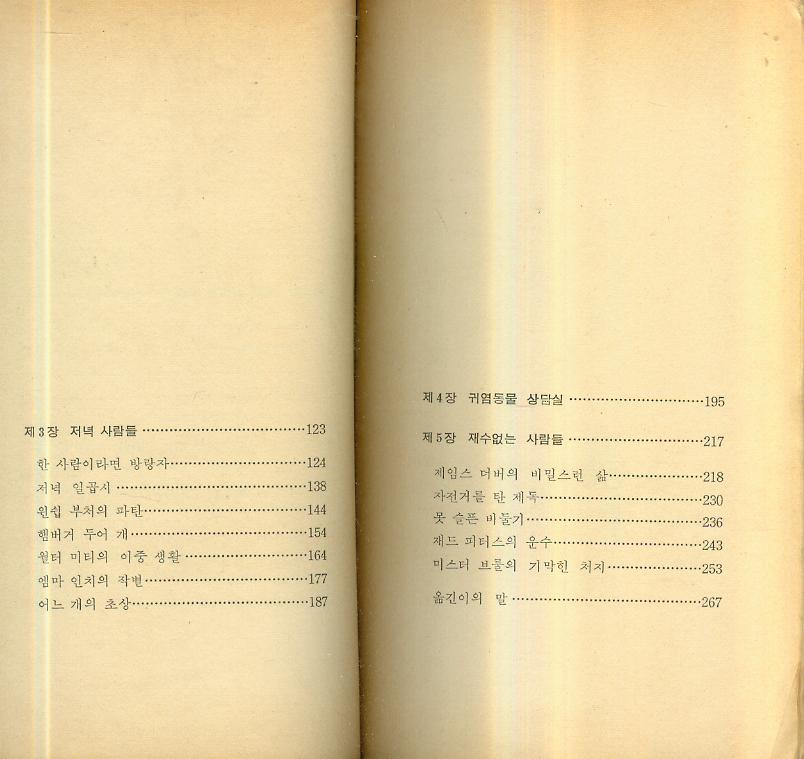 제 3 장 저녁 사람들 ··································123
한 사람이라면 방랑자····························124
저녁 일곱시 ········································138
윈쉽 부처의 파탄··································144
햄버거 두어 개·····································154
월터 미티의 이중 생활 ·························164
엠마 인치의 작별··································177
어느 개의 초상·····································187
제 4 장 귀염동물 상담실 ····························195
제 5 장 재수없는 사람들 ····························217
제임스 더버의 비밀스런 삶···················218
자전거를 탄 제독··································230
못 슬픈 비둘기·····································236
재드 피터스의 운수·······························243
미스터 브룰의 기막힌 처지···················253
옮긴이의 말 ········································267